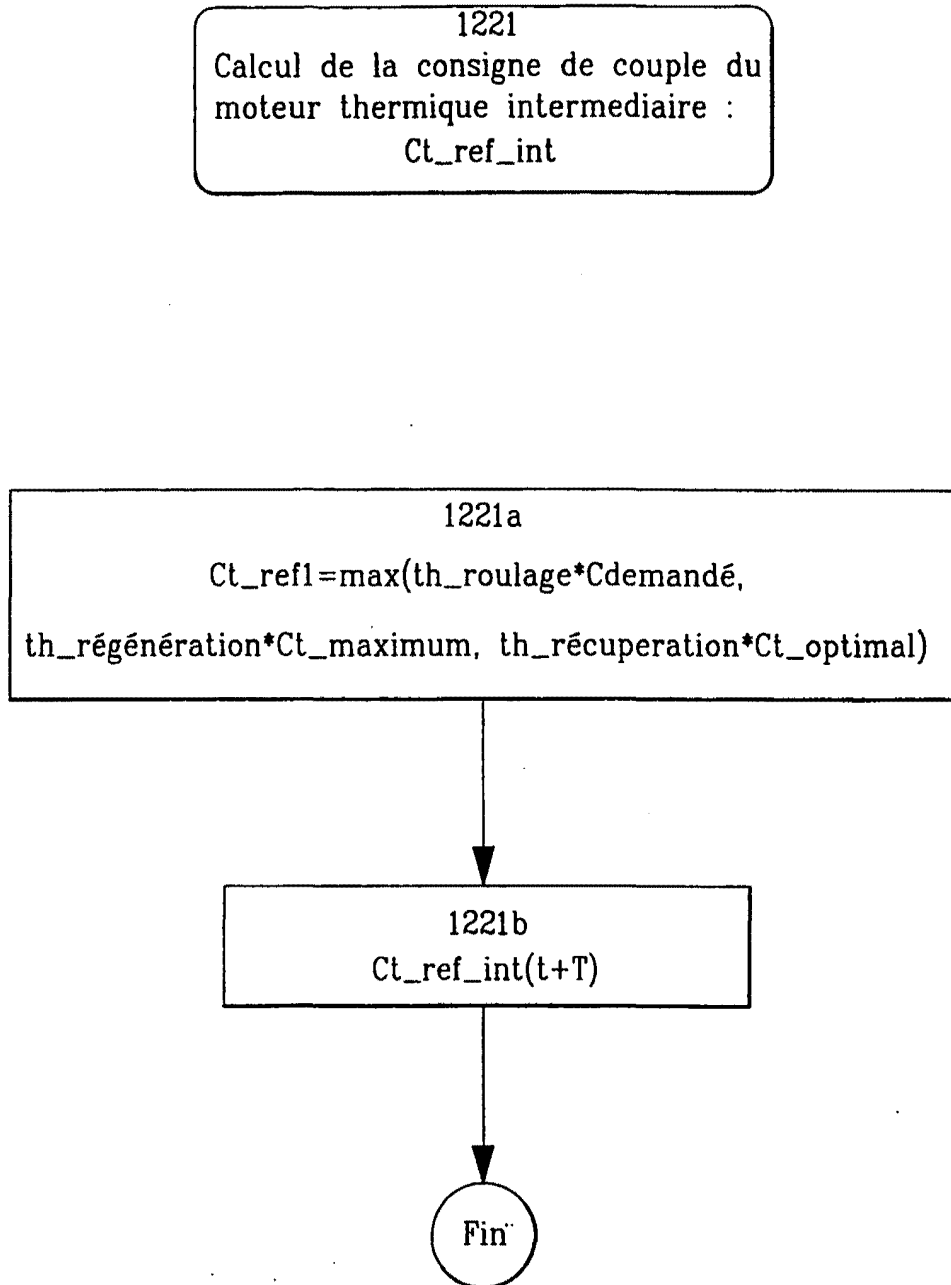 1221
Calcul de la consigne de couple du
moteur thermique intermediaire :
Ct_ref_int
1221a
Ct_ref1=max(th_roulage*Cdemandé,
th_régénération*Ct_maximum, th_récuperation*Ct_optimal)
1221b
Ct_ref_int(t+T)
Fin